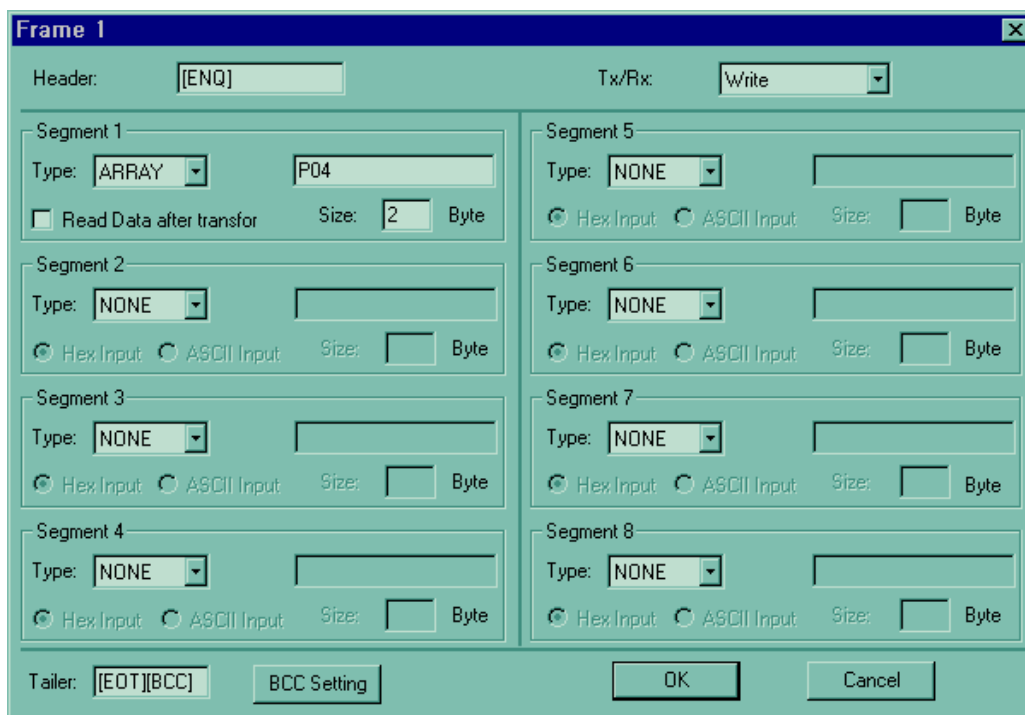 Frame 1
Header: [ENQ] Tx/Rx: Write
Segment 1
Type: ARRAY P04
Read Data after transfor Size: 2 Byte
Segment 2
Type: NONE
Hex Input ASCII Input Size: Byte
Segment 3
Type: NONE
Hex Input ASCII Input Size: Byte
Segment 4
Type: NONE
Hex Input ASCII Input Size: Byte
Segment 5
Type: NONE
Hex Input ASCII Input Size: Byte
Segment 6
Type: NONE
Hex Input ASCII Input Size: Byte
Segment 7
Type: NONE
Hex Input ASCII Input Size: Byte
Segment 8
Type: NONE
Hex Input ASCII Input Size: Byte
Tailer: [EOT][BCC] BCC Setting OK Cancel